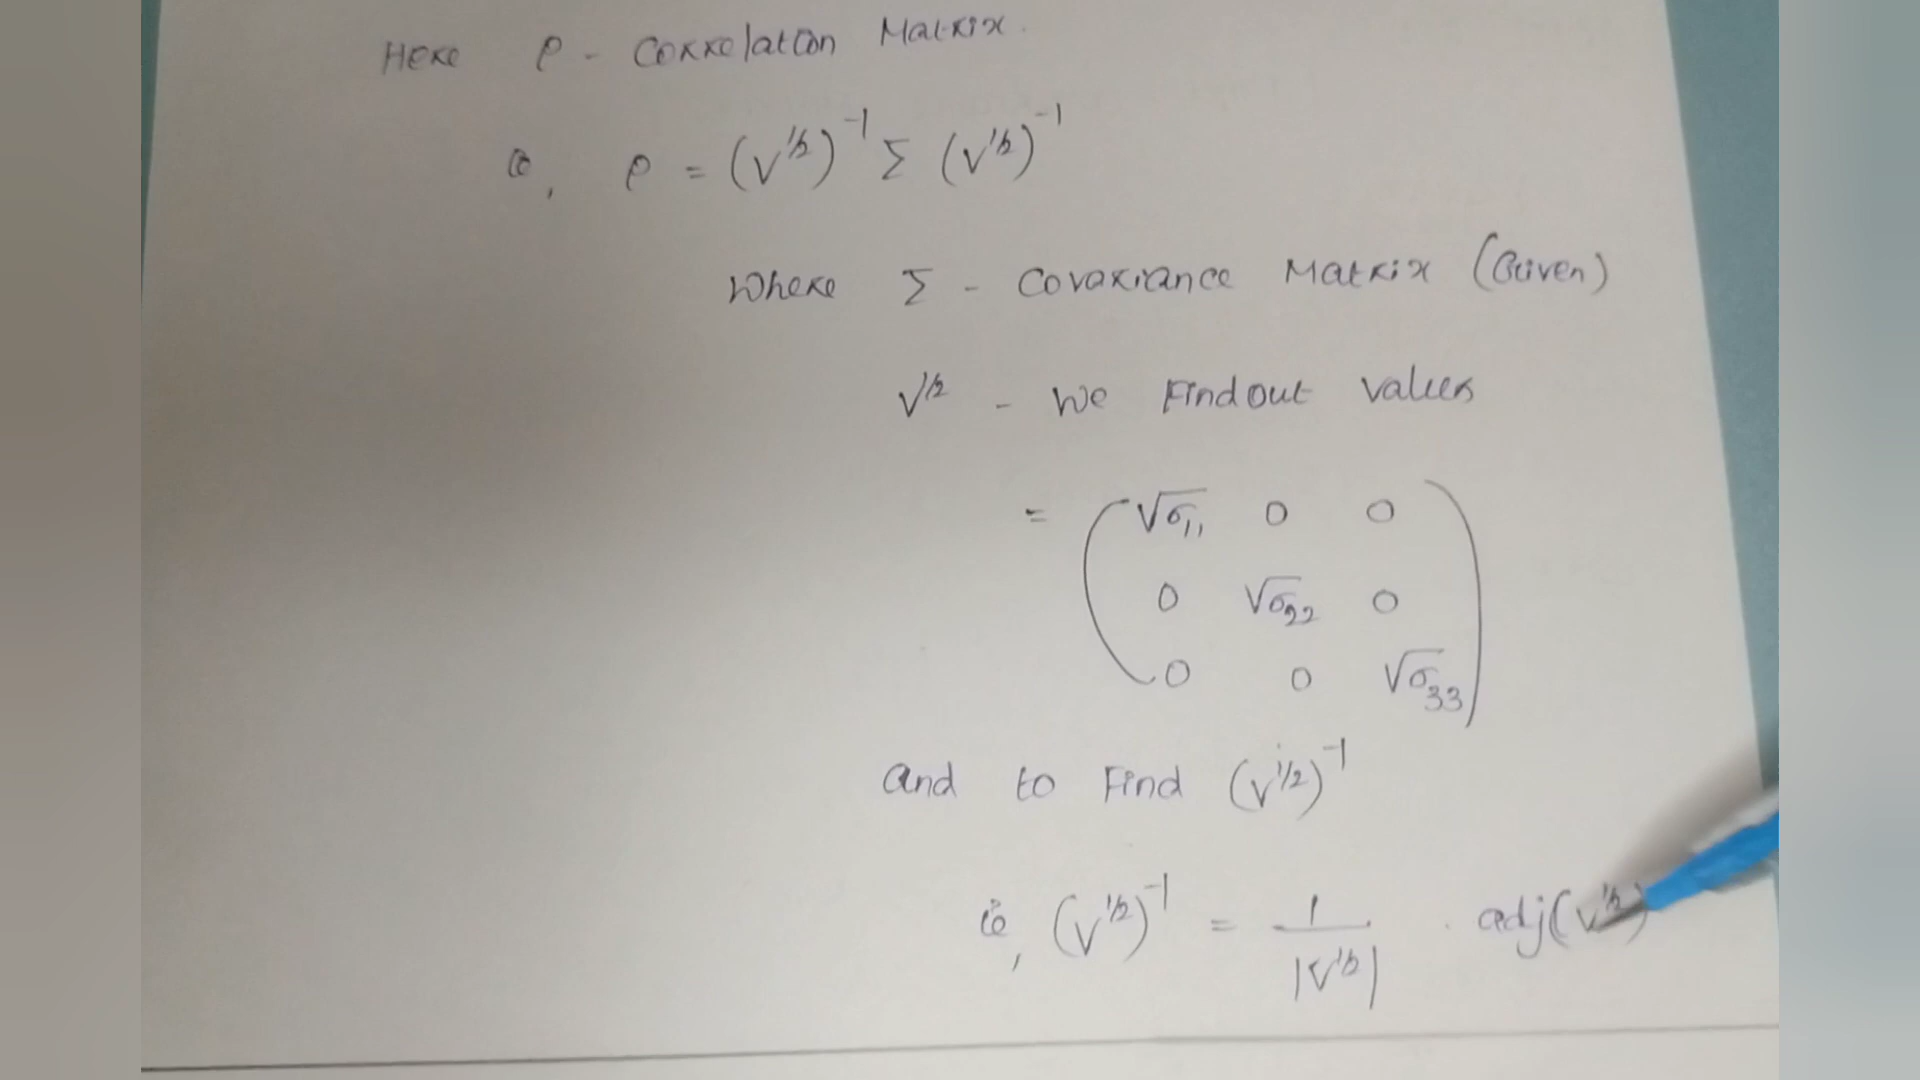 Here ρ - Correlation Matrix.
ie, ρ = (V^1/2)^-1 Σ (V^1/2)^-1
Where Σ - Covariance Matrix (Given)
V^1/2 - We Findout values
= ( √σ11 0 0
0 √σ22 0
0 0 √σ33 )
and to Find (V^1/2)^-1
ie, (V^1/2)^-1 = 1 / |V^1/2| . adj(V^1/2)